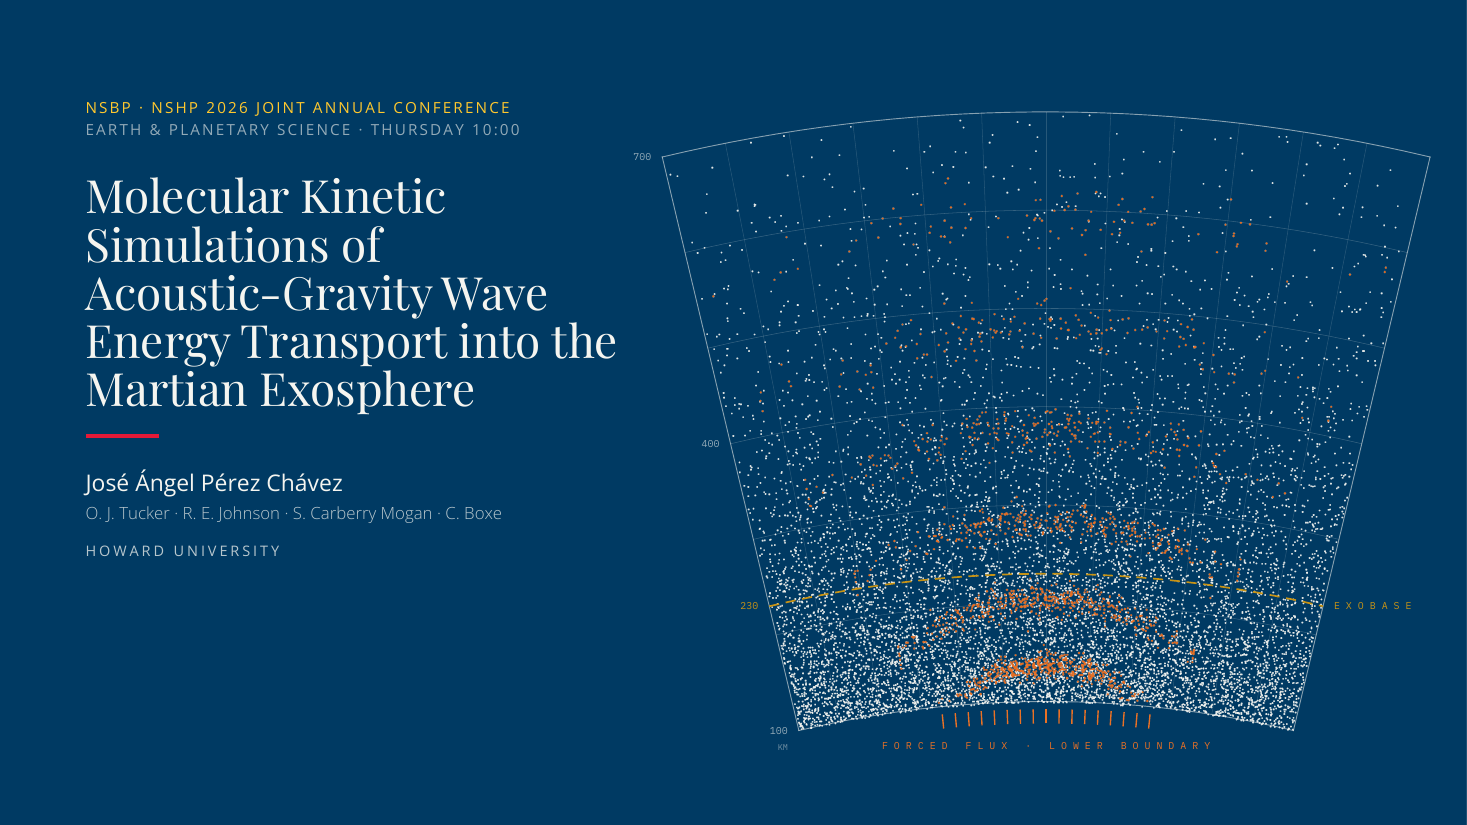 NSBP · NSHP 2026 JOINT ANNUAL CONFERENCE
EARTH & PLANETARY SCIENCE · THURSDAY 10:00
Molecular Kinetic
Simulations of
Acoustic-Gravity Wave
Energy Transport into the
Martian Exosphere
José Ángel Pérez Chávez
O. J. Tucker · R. E. Johnson · S. Carberry Mogan · C. Boxe
HOWARD UNIVERSITY
700
400
230
EXOBASE
100
KM
FORCED FLUX · LOWER BOUNDARY